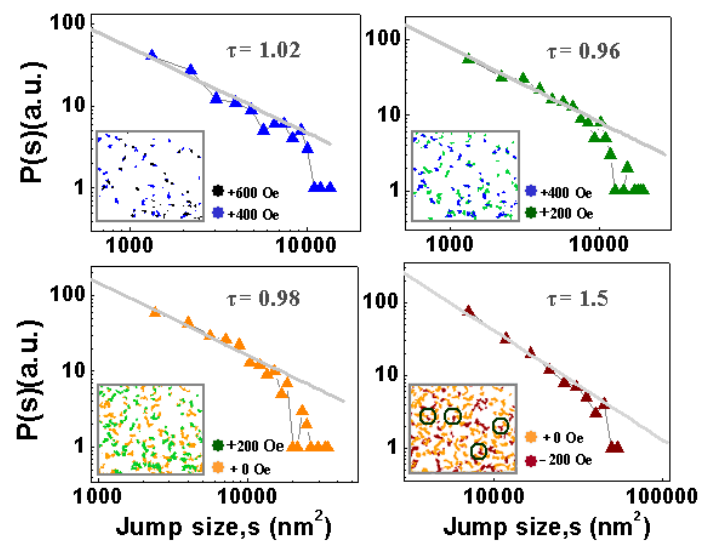 τ = 1.02
τ = 0.96
P(s)(a.u.)
100
10
1
100
10
1
+600 Oe
+400 Oe
+400 Oe
+200 Oe
1000
10000
1000
10000
τ = 0.98
τ = 1.5
P(s)(a.u.)
100
10
1
100
10
1
+200 Oe
+ 0 Oe
+ 0 Oe
− 200 Oe
1000
10000
10000
100000
Jump size,s (nm²)
Jump size,s (nm²)